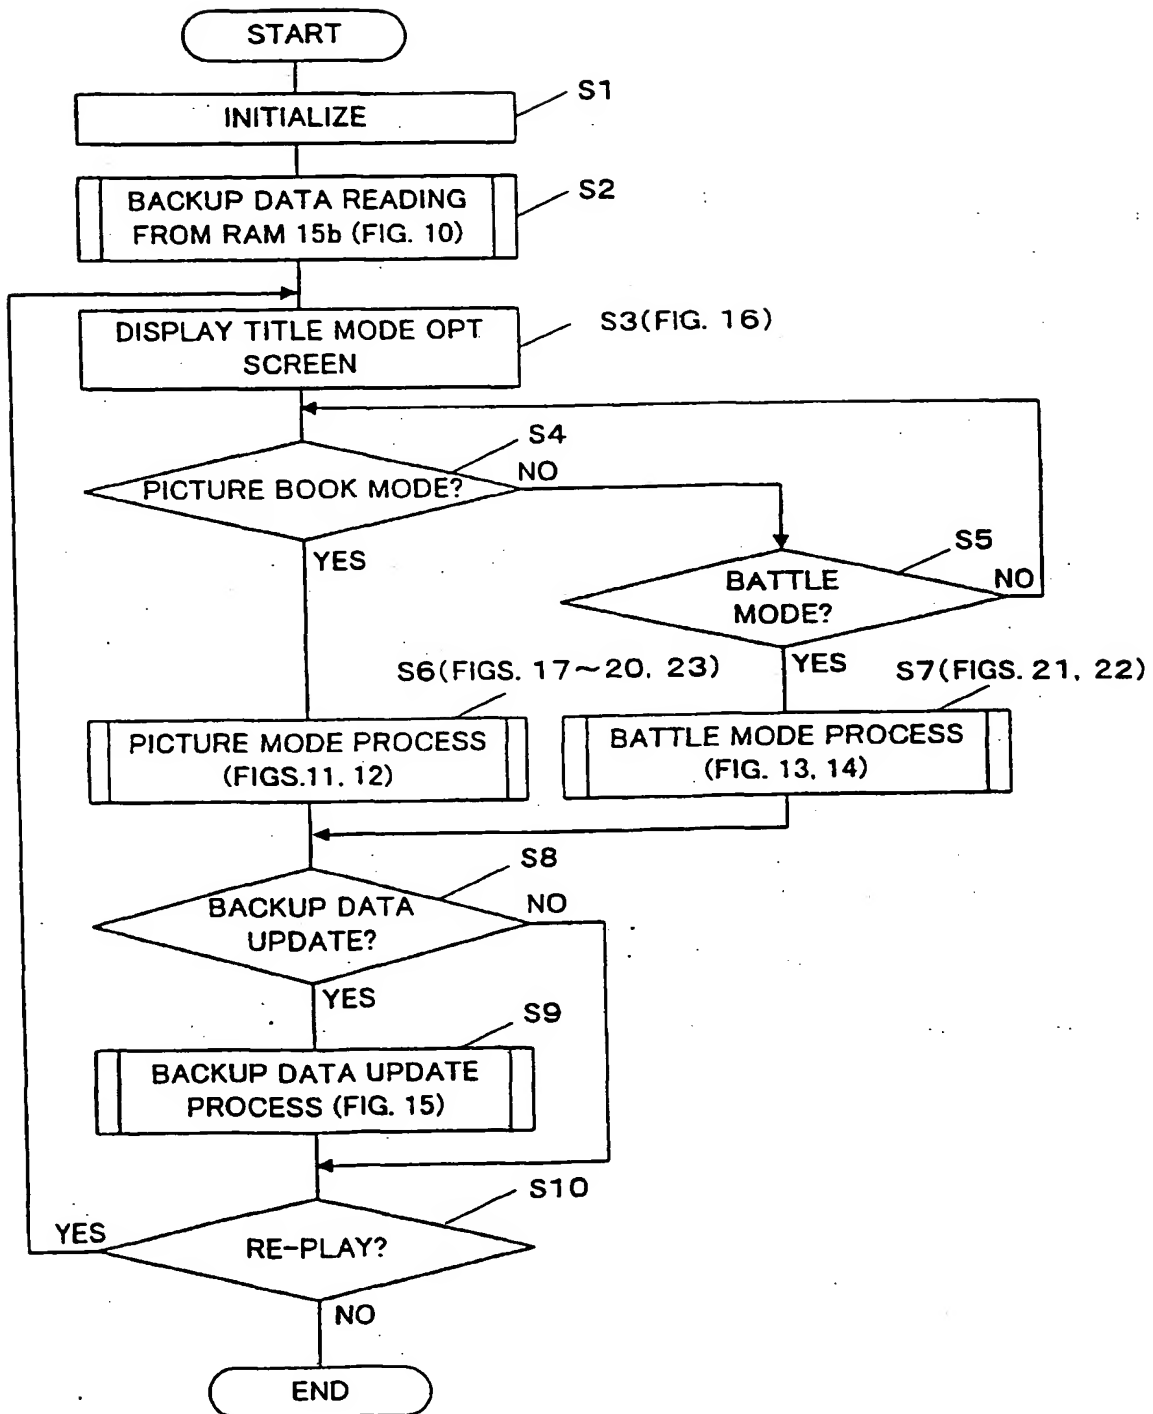 START
S1
INITIALIZE
S2
BACKUP DATA READING
FROM RAM 15b (FIG. 10)
S3(FIG. 16)
DISPLAY TITLE MODE OPT
SCREEN
S4
PICTURE BOOK MODE?
NO
YES
S5
BATTLE
MODE?
NO
YES
S6(FIGS. 17~20, 23)
S7(FIGS. 21, 22)
PICTURE MODE PROCESS
(FIGS.11, 12)
BATTLE MODE PROCESS
(FIG. 13, 14)
S8
BACKUP DATA
UPDATE?
NO
YES
S9
BACKUP DATA UPDATE
PROCESS (FIG. 15)
S10
YES
RE-PLAY?
NO
END